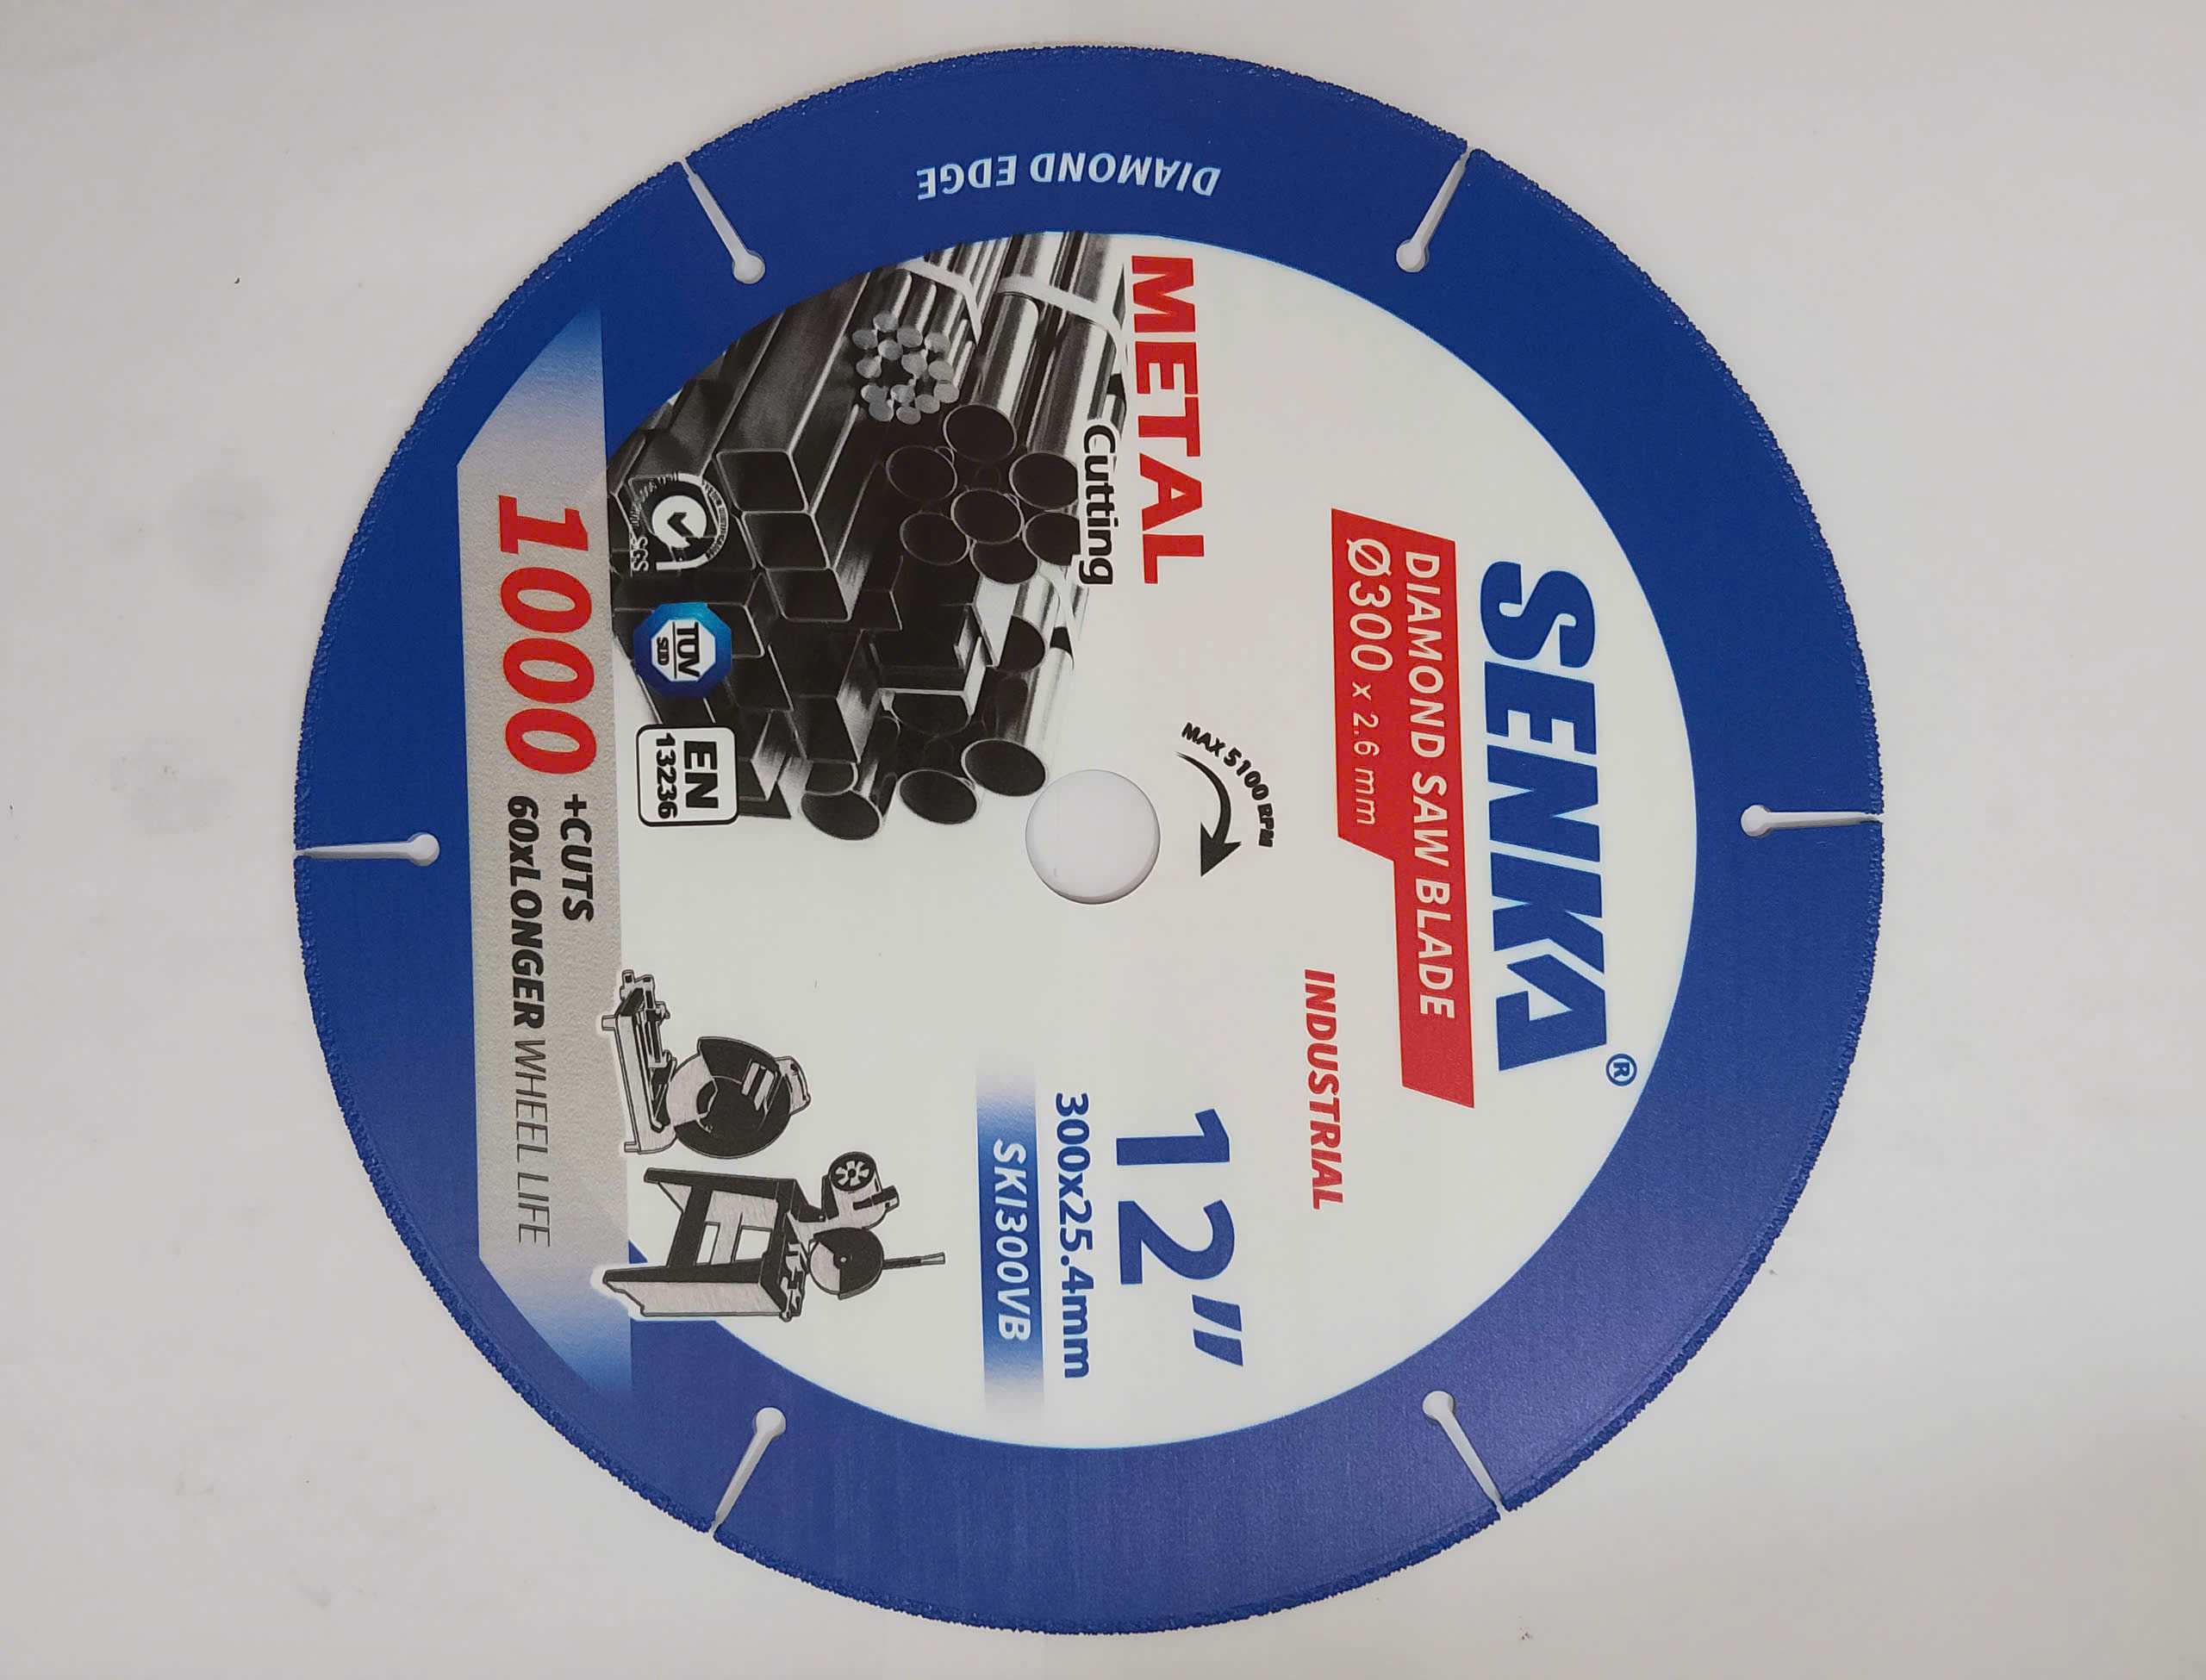 SENKA®
DIAMOND SAW BLADE
Ø300 x 2.6 mm
INDUSTRIAL
METAL
Cutting
MAX 5100 RPM
12"
300x25.4mm
SKI300VB
SGS
TÜV
SÜD
EN
13236
1000 +CUTS
60xLONGER WHEEL LIFE
DIAMOND EDGE